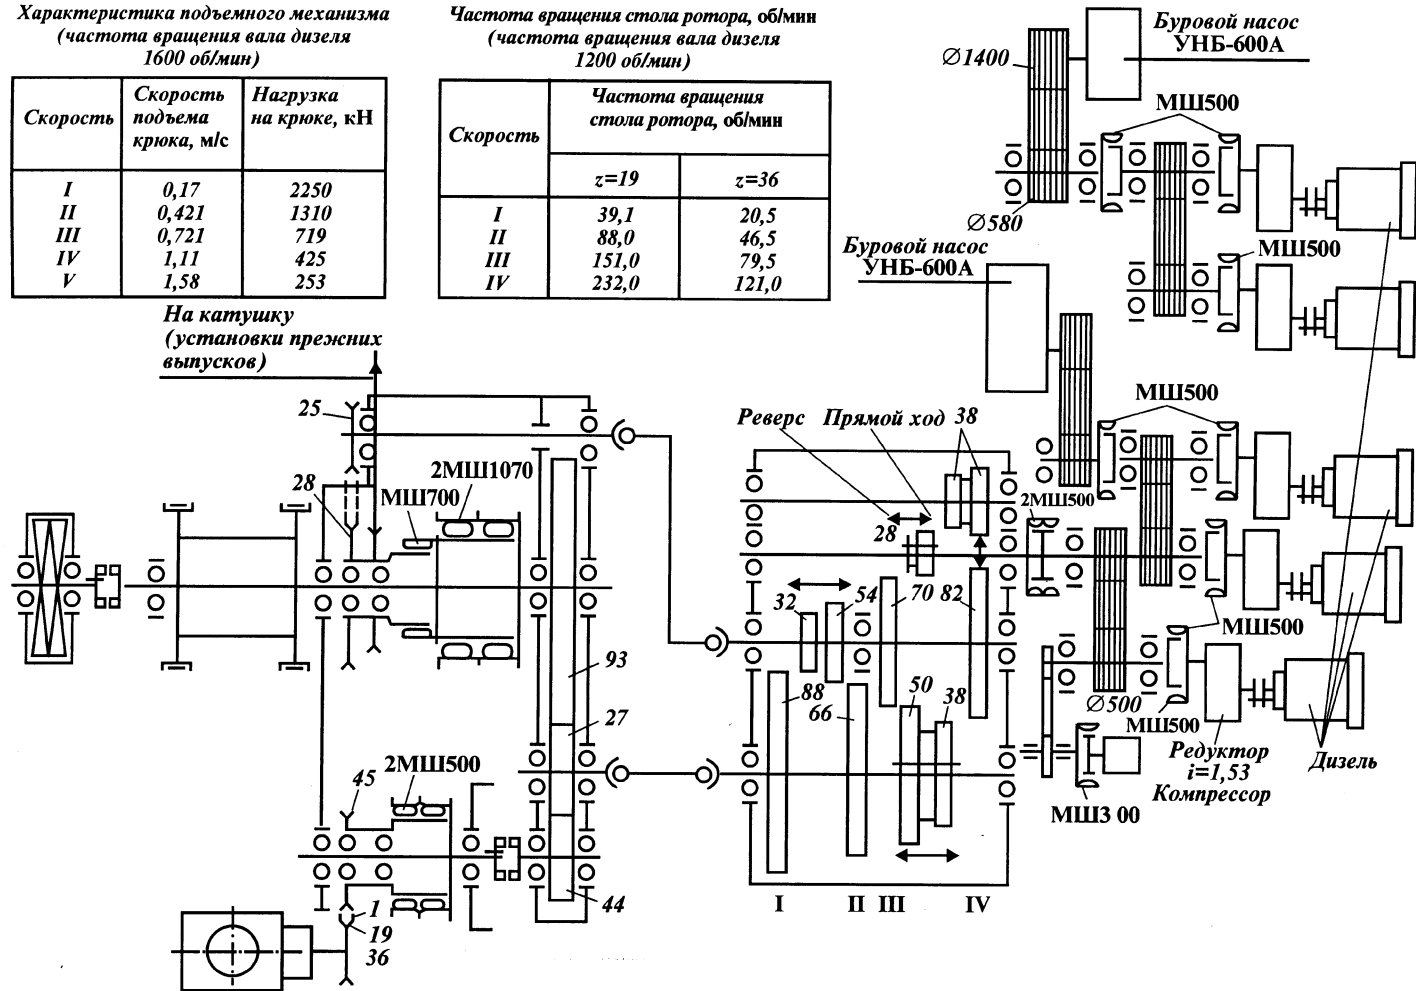 Характеристика подъемного механизма
(частота вращения вала дизеля
1600 об/мин)
Скорость
Скорость
подъема
крюка, м/с
Нагрузка
на крюке, кН
I 0,17 2250
II 0,421 1310
III 0,721 719
IV 1,11 425
V 1,58 253
Частота вращения стола ротора, об/мин
(частота вращения вала дизеля
1200 об/мин)
Скорость
Частота вращения
стола ротора, об/мин
z=19 z=36
I 39,1 20,5
II 88,0 46,5
III 151,0 79,5
IV 232,0 121,0
Буровой насос
УНБ-600А
∅1400
МШ500
∅580
МШ500
Буровой насос
УНБ-600А
На катушку
(установки прежних
выпусков)
25
28
2МШ1070
МШ700
Реверс
Прямой ход
38
МШ500
2МШ500
28
32
54
70
82
МШ500
93
27
88
66
50
38
∅500
МШ500
Редуктор
i=1,53
Компрессор
Дизель
МШ3 00
45
2МШ500
44
1
19
36
I II III IV